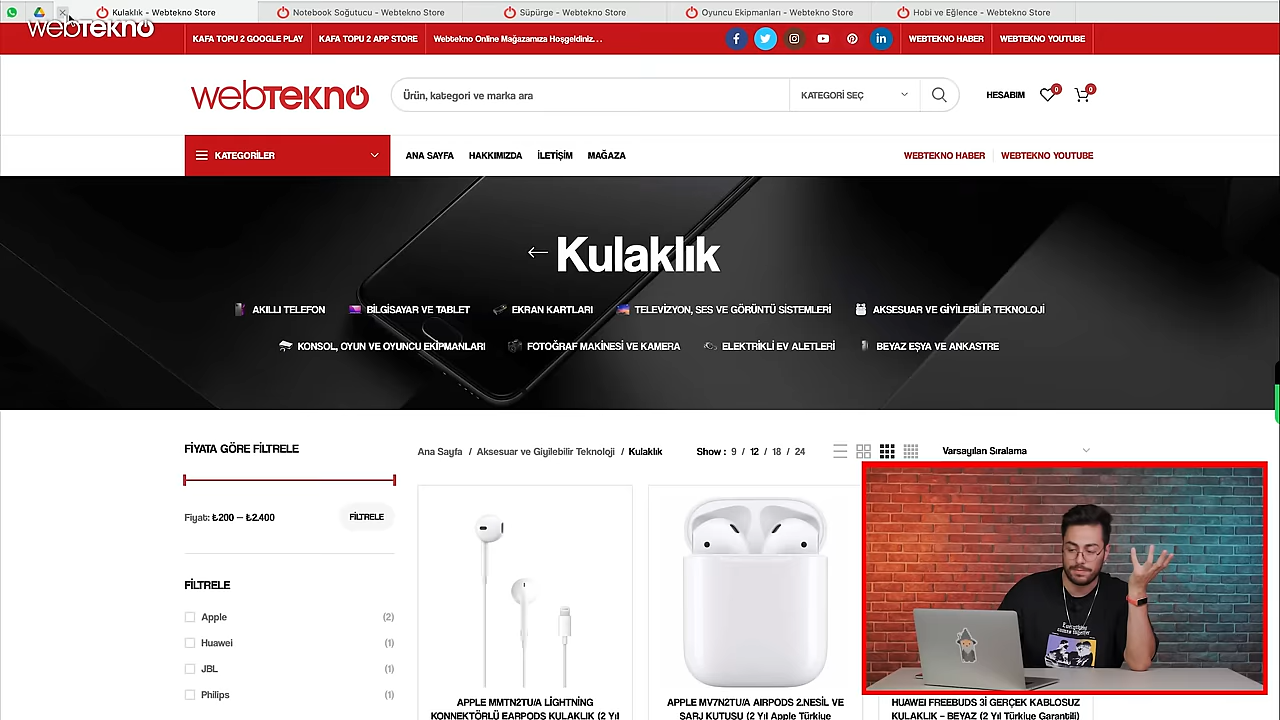 Kulaklık - Webtekno Store
Notebook Soğutucu - Webtekno Store
Süpürge - Webtekno Store
Oyuncu Ekipmanları - Webtekno Store
Hobi ve Eğlence - Webtekno Store
webTEKNO
KAFA TOPU 2 GOOGLE PLAY
KAFA TOPU 2 APP STORE
Webtekno Online Mağazamıza Hoşgeldiniz. . .
WEBTEKNO HABER
WEBTEKNO YOUTUBE
webTEKNO
Ürün, kategori ve marka ara
KATEGORİ SEÇ
HESABIM
0
0
KATEGORİLER
ANA SAYFA
HAKKIMIZDA
İLETİŞİM
MAĞAZA
WEBTEKNO HABER
WEBTEKNO YOUTUBE
Kulaklık
AKILLI TELEFON
BİLGİSAYAR VE TABLET
EKRAN KARTLARI
TELEVİZYON, SES VE GÖRÜNTÜ SİSTEMLERİ
AKSESUAR VE GİYİLEBİLİR TEKNOLOJİ
KONSOL, OYUN VE OYUNCU EKİPMANLARI
FOTOĞRAF MAKİNESİ VE KAMERA
ELEKTRİKLİ EV ALETLERİ
BEYAZ EŞYA VE ANKASTRE
FİYATA GÖRE FİLTRELE
Ana Sayfa / Aksesuar ve Giyilebilir Teknoloji / Kulaklık
Show : 9 / 12 / 18 / 24
Varsayılan Sıralama
Fiyat: ₺200 — ₺2.400
FİLTRELE
FİLTRELE
Apple (2)
Huawei (1)
JBL (1)
Philips (1)
APPLE MMTN2TU/A LİGHTNİNG
KONNEKTÖRLÜ EARPODS KULAKLIK (2 Yıl
APPLE MV7N2TU/A AIRPODS 2.NESİL VE
ŞARJ KUTUSU (2 Yıl Apple Türkiye
HUAWEI FREEBUDS 3İ GERÇEK KABLOSUZ
KULAKLIK – BEYAZ (2 Yıl Türkiye Garantili)